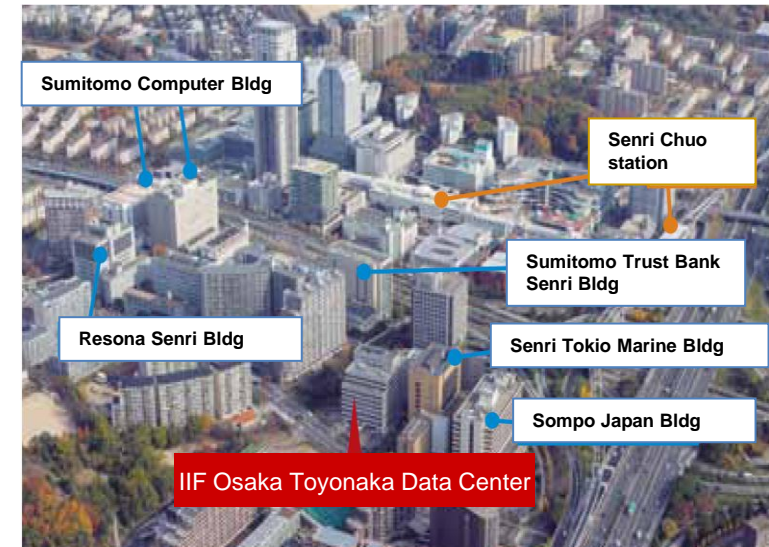 Sumitomo Computer Bldg
Senri Chuo
station
Sumitomo Trust Bank
Senri Bldg
Resona Senri Bldg
Senri Tokio Marine Bldg
Sompo Japan Bldg
IIF Osaka Toyonaka Data Center